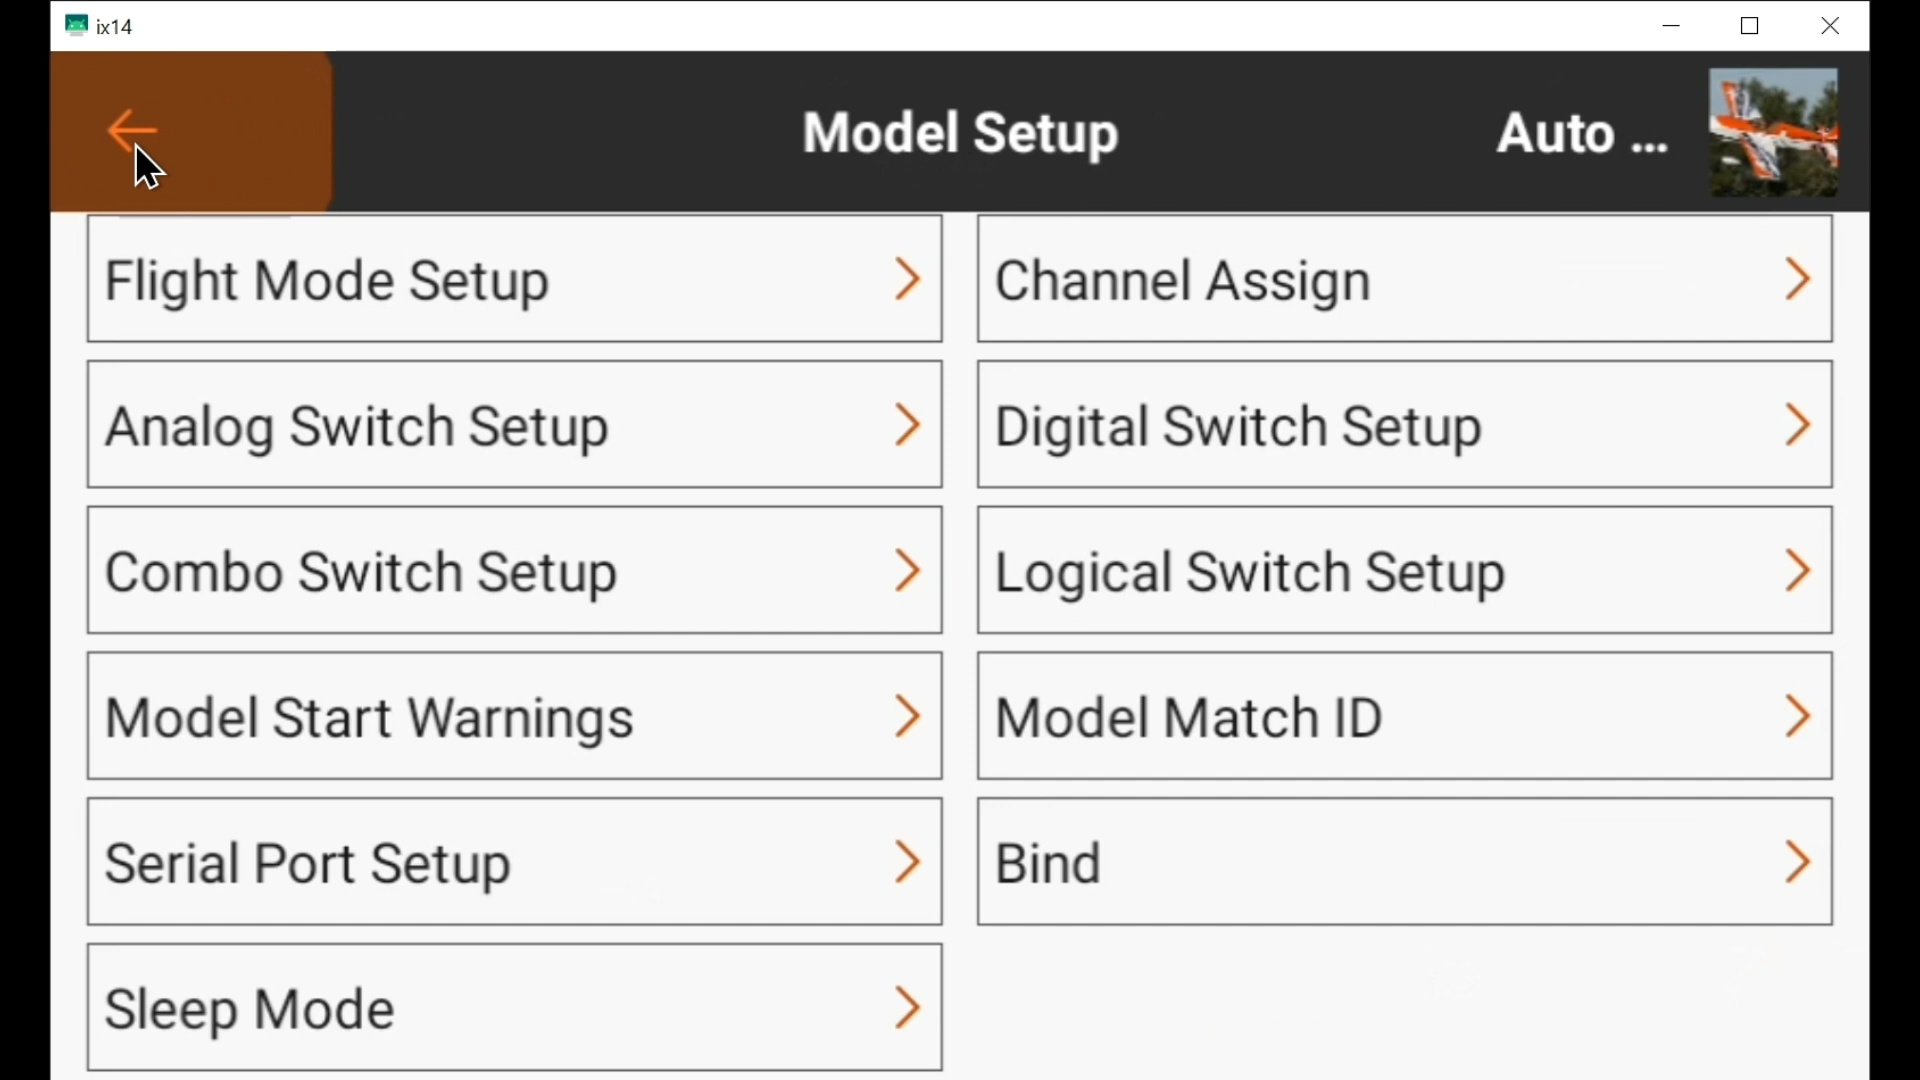 ix14
Model Setup
Auto ...
Flight Mode Setup
Channel Assign
Analog Switch Setup
Digital Switch Setup
Combo Switch Setup
Logical Switch Setup
Model Start Warnings
Model Match ID
Serial Port Setup
Bind
Sleep Mode